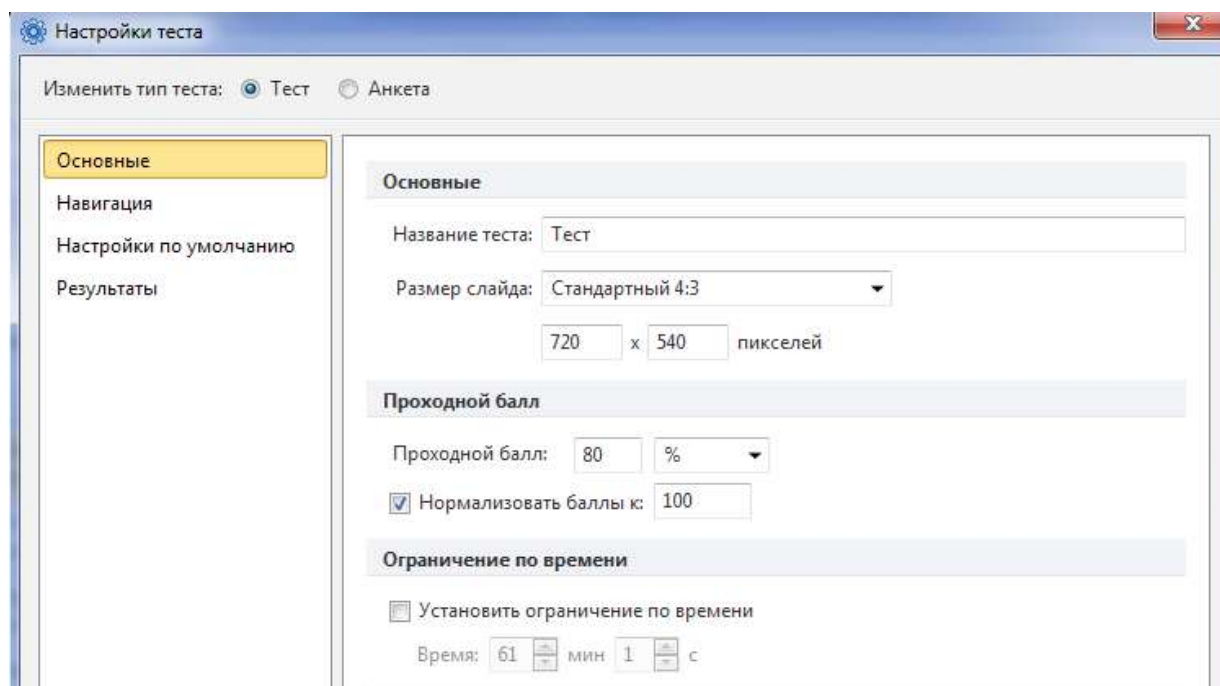 Настройки теста
Изменить тип теста: Тест Анкета
Основные
Навигация
Настройки по умолчанию
Результаты
Основные
Название теста: Тест
Размер слайда: Стандартный 4:3
720 x 540 пикселей
Проходной балл
Проходной балл: 80 %
Нормализовать баллы к: 100
Ограничение по времени
Установить ограничение по времени
Время: 61 мин 1 с